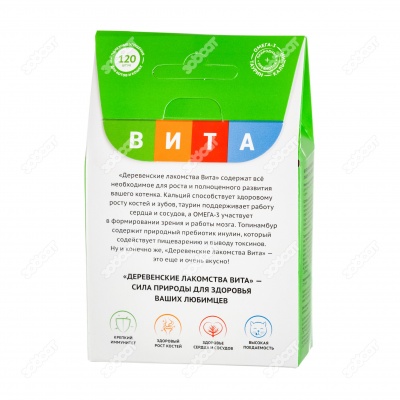 120
ОМЕГА-3
ВИТА
«Деревенские лакомства Вита» содержат всё
необходимое для роста и полноценного развития
вашего котенка. Кальций способствует здоровому
росту костей и зубов, таурин поддерживает работу
сердца и сосудов, а ОМЕГА-3 участвует
в формировании зрения и работы мозга. Топинамбур
содержит природный пребиотик инулин, который
содействует пищеварению и выводу токсинов.
Ну и конечно же, «Деревенские лакомства Вита» —
это еще и очень вкусно!
«ДЕРЕВЕНСКИЕ ЛАКОМСТВА ВИТА» —
СИЛА ПРИРОДЫ ДЛЯ ЗДОРОВЬЯ
ВАШИХ ЛЮБИМЦЕВ
КРЕПКИЙ
ИММУНИТЕТ
ЗДОРОВЫЙ
РОСТ КОСТЕЙ
ЗДОРОВЬЕ
СЕРДЦА И СОСУДОВ
ВЫСОКАЯ
ПОЕДАЕМОСТЬ